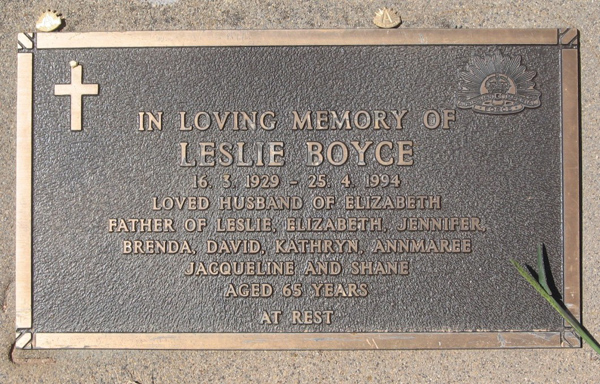 IN LOVING MEMORY OF
LESLIE BOYCE
16. 3. 1929 - 25. 4. 1994
LOVED HUSBAND OF ELIZABETH
FATHER OF LESLIE, ELIZABETH, JENNIFER,
BRENDA, DAVID, KATHRYN, ANNMAREE
JACQUELINE AND SHANE
AGED 65 YEARS
AT REST